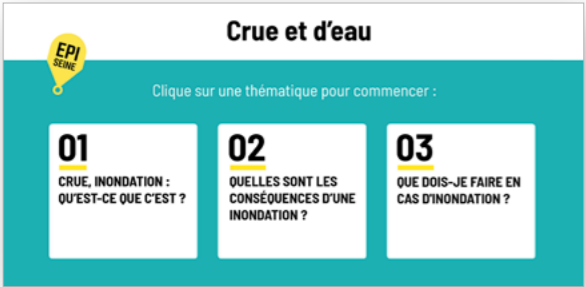 Crue et d'eau
EPI
SEINE
Clique sur une thématique pour commencer :
01
CRUE, INONDATION :
QU'EST-CE QUE C'EST ?
02
QUELLES SONT LES
CONSÉQUENCES D'UNE
INONDATION ?
03
QUE DOIS-JE FAIRE EN
CAS D'INONDATION ?